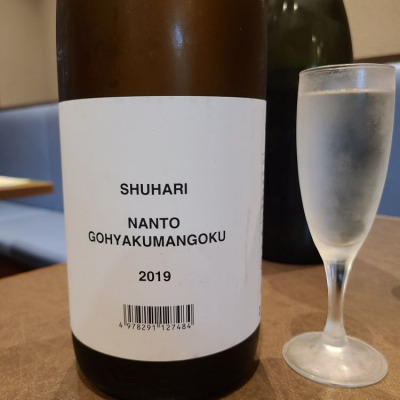 SHUHARI
NANTO
GOHYAKUMANGOKU
2019
4 978291 127484